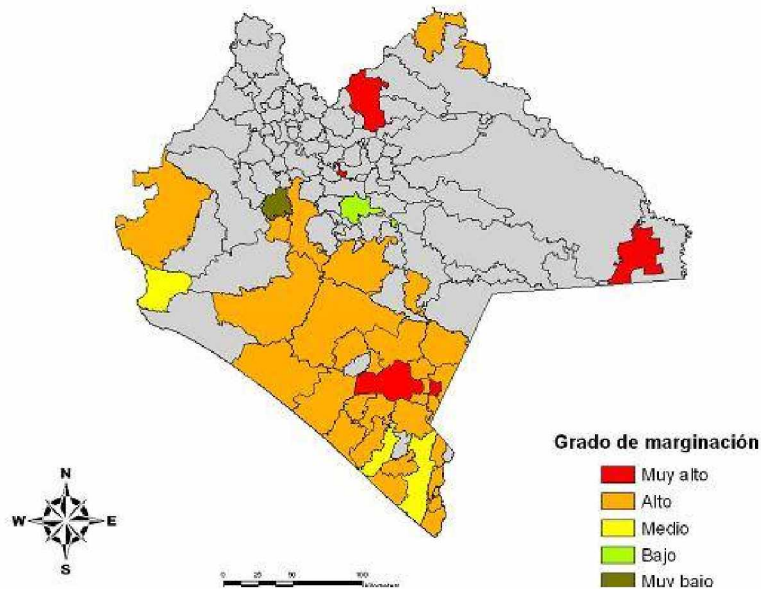 Grado de marginación
Muy alto
Alto
Medio
Bajo
Muy bajo
N
W
E
S
0
25
50
100